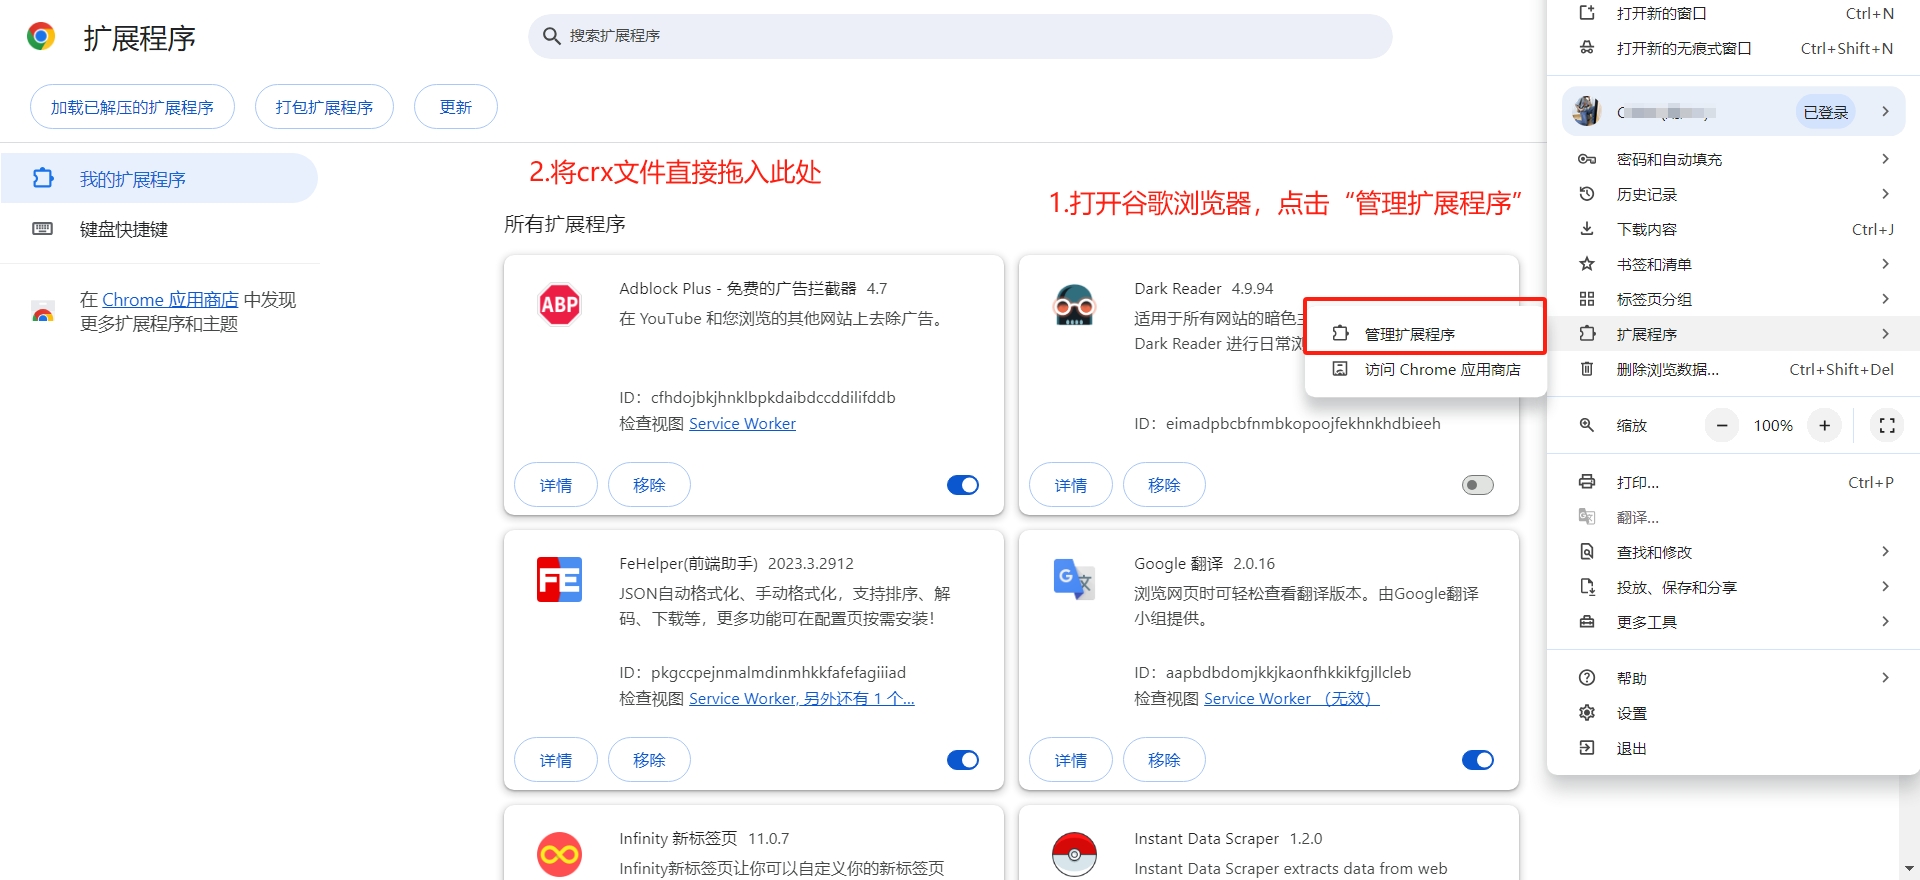 扩展程序
搜索扩展程序
加载已解压的扩展程序
打包扩展程序
更新
我的扩展程序
键盘快捷键
在 Chrome 应用商店 中发现
更多扩展程序和主题
2.将crx文件直接拖入此处
1.打开谷歌浏览器，点击“管理扩展程序”
所有扩展程序
ABP
Adblock Plus - 免费的广告拦截器 4.7
在 YouTube 和您浏览的其他网站上去除广告。
ID：cfhdojbkjhnklbpkdaibdccddilifddb
检查视图 Service Worker
详情
移除
Dark Reader 4.9.94
适用于所有网站的暗色
Dark Reader 进行日常
ID：eimadpbcbfnmbkopoojfekhnkhdbieeh
详情
移除
FE
FeHelper(前端助手) 2023.3.2912
JSON自动格式化、手动格式化，支持排序、解
码、下载等，更多功能可在配置页按需安装！
ID：pkgccpejnmalmdinmhkkfafefagiiiad
检查视图 Service Worker, 另外还有 1 个...
详情
移除
G 文
Google 翻译 2.0.16
浏览网页时可轻松查看翻译版本。由Google翻译
小组提供。
ID：aapbdbdomjkkjkaonfhkkikfgjllcleb
检查视图 Service Worker （无效）
详情
移除
Infinity 新标签页 11.0.7
Infinity新标签页让你可以自定义你的新标签页
Instant Data Scraper 1.2.0
Instant Data Scraper extracts data from web
管理扩展程序
访问 Chrome 应用商店
打开新的窗口 Ctrl+N
打开新的无痕式窗口 Ctrl+Shift+N
已登录
密码和自动填充
历史记录
下载内容 Ctrl+J
书签和清单
标签页分组
扩展程序
删除浏览数据... Ctrl+Shift+Del
缩放 − 100% +
打印... Ctrl+P
翻译...
查找和修改
投放、保存和分享
更多工具
帮助
设置
退出